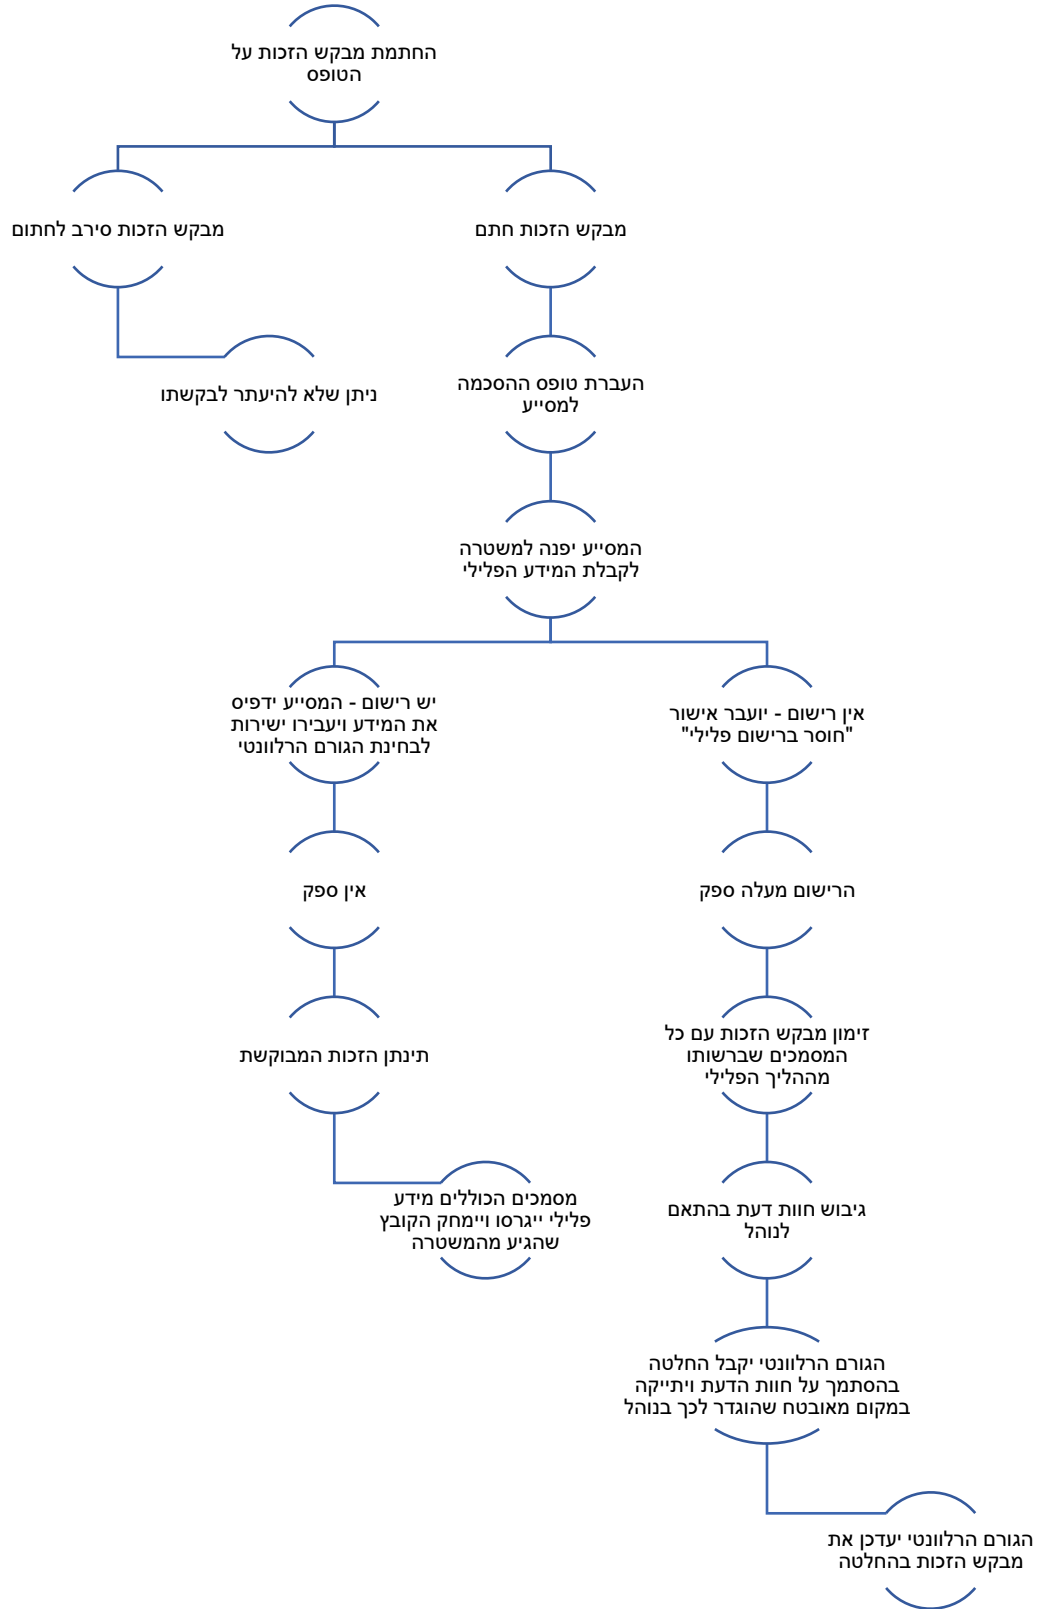 החתמת מבקש הזכות על
הטופס
מבקש הזכות חתם
מבקש הזכות סירב לחתום
העברת טופס ההסכמה
למסייע
ניתן שלא להיעתר לבקשתו
המסייע יפנה למשטרה
לקבלת המידע הפלילי
אין רישום - יועבר אישור
"חוסר ברישום פלילי"
יש רישום - המסייע ידפיס
את המידע ויעבירו ישירות
לבחינת הגורם הרלוונטי
הרישום מעלה ספק
אין ספק
זימון מבקש הזכות עם כל
המסמכים שברשותו
מההליך הפלילי
תינתן הזכות המבוקשת
גיבוש חוות דעת בהתאם
לנוהל
מסמכים הכוללים מידע
פלילי ייגרסו ויימחק הקובץ
שהגיע מהמשטרה
הגורם הרלוונטי יקבל החלטה
בהסתמך על חוות הדעת ויתייקה
במקום מאובטח שהוגדר לכך בנוהל
הגורם הרלוונטי יעדכן את
מבקש הזכות בהחלטה